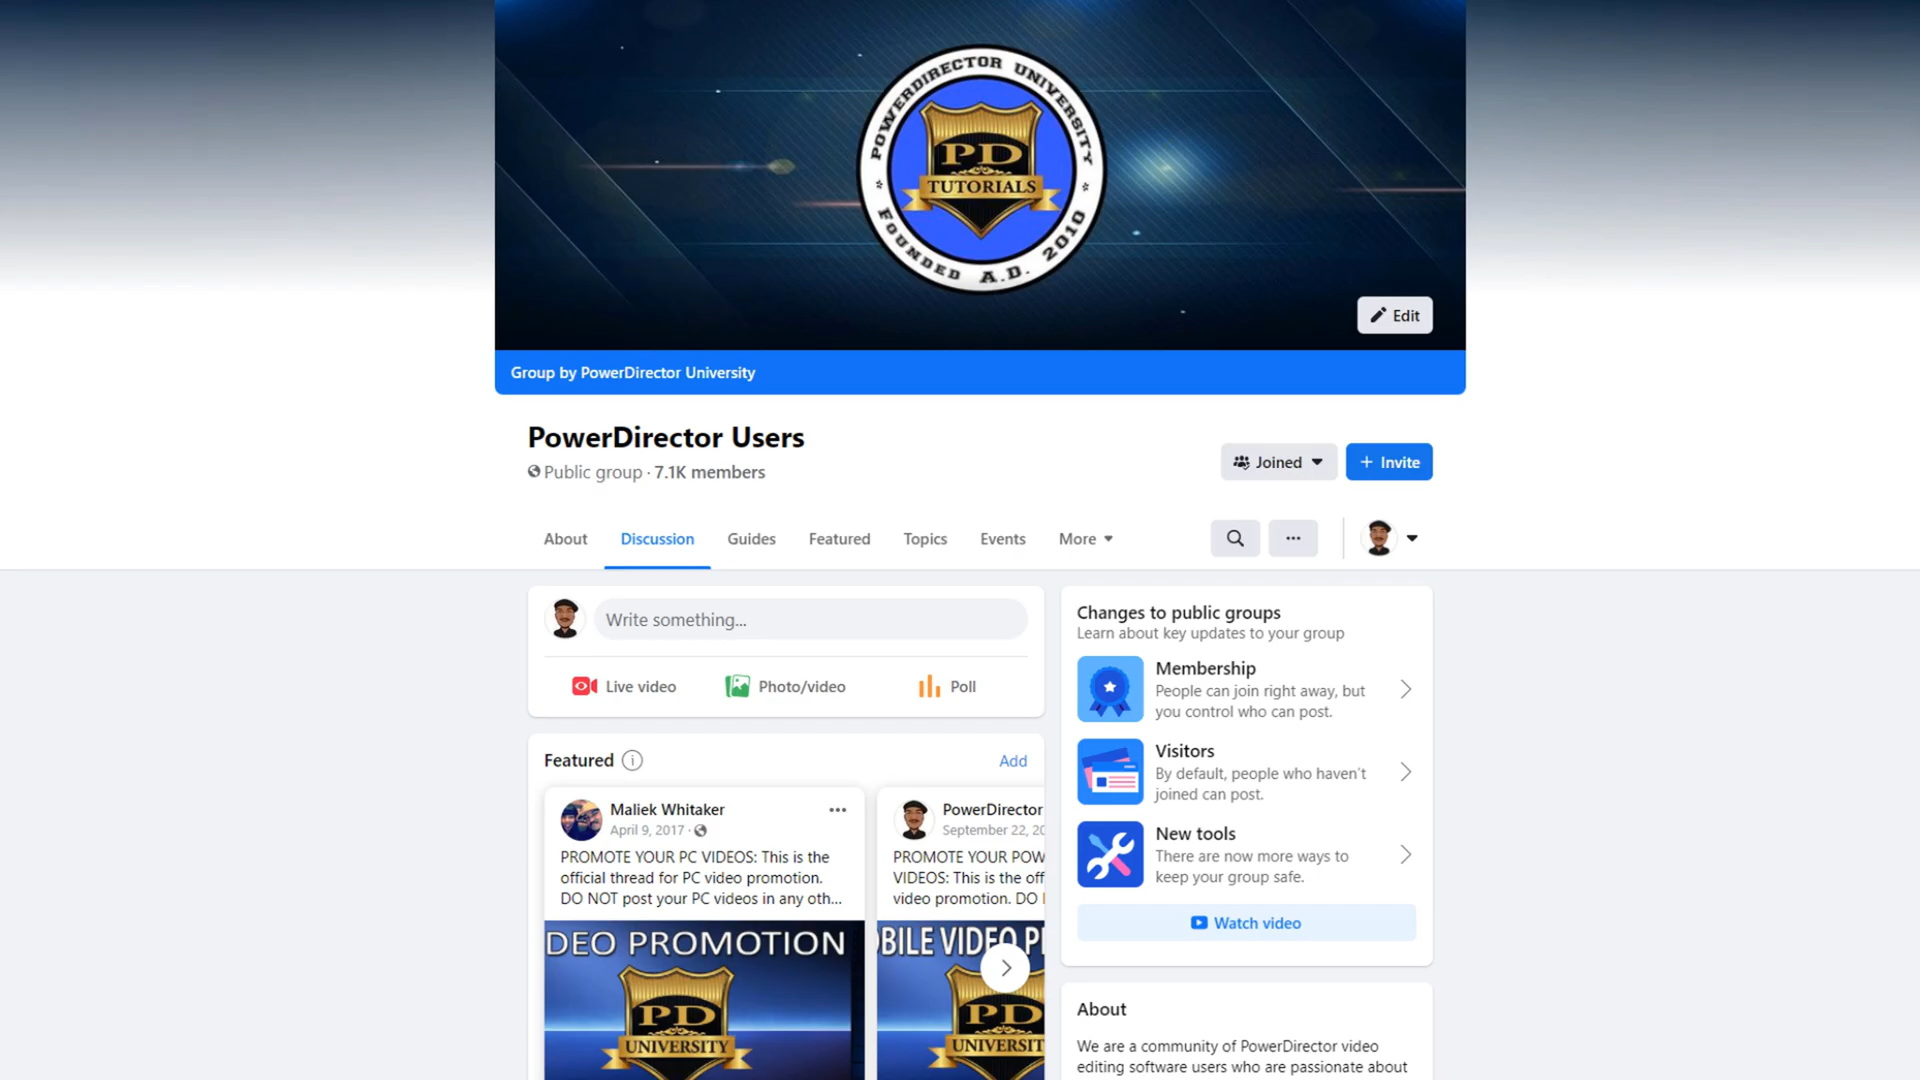 POWERDIRECTOR UNIVERSITY
PD
TUTORIALS
FOUNDED A.D. 2010
Edit
Group by PowerDirector University
PowerDirector Users
Public group · 7.1K members
Joined
+ Invite
About
Discussion
Guides
Featured
Topics
Events
More
Write something...
Live video
Photo/video
Poll
Featured
Add
Maliek Whitaker
April 9, 2017 ·
PROMOTE YOUR PC VIDEOS: This is the
official thread for PC video promotion.
DO NOT post your PC videos in any oth...
DEO PROMOTION
PD
UNIVERSITY
PowerDirector
September 22, 20
PROMOTE YOUR POW
VIDEOS: This is the off
video promotion. DO
BILE VIDEO P
PD
UNIVERSIT
Changes to public groups
Learn about key updates to your group
Membership
People can join right away, but
you control who can post.
Visitors
By default, people who haven't
joined can post.
New tools
There are now more ways to
keep your group safe.
Watch video
About
We are a community of PowerDirector video
editing software users who are passionate about